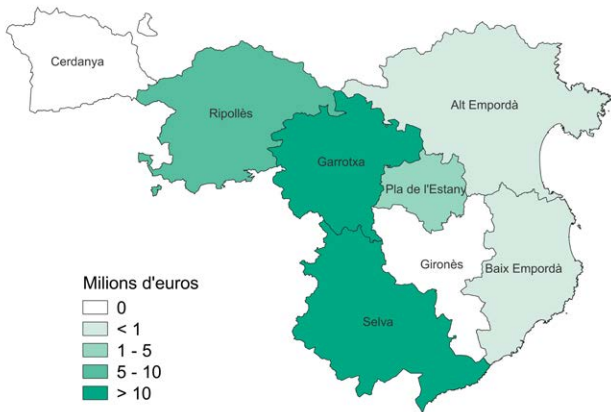 Cerdanya
Ripollès
Alt Empordà
Garrotxa
Pla de l'Estany
Gironès
Baix Empordà
Selva
Milions d'euros
0
< 1
1 - 5
5 - 10
> 10